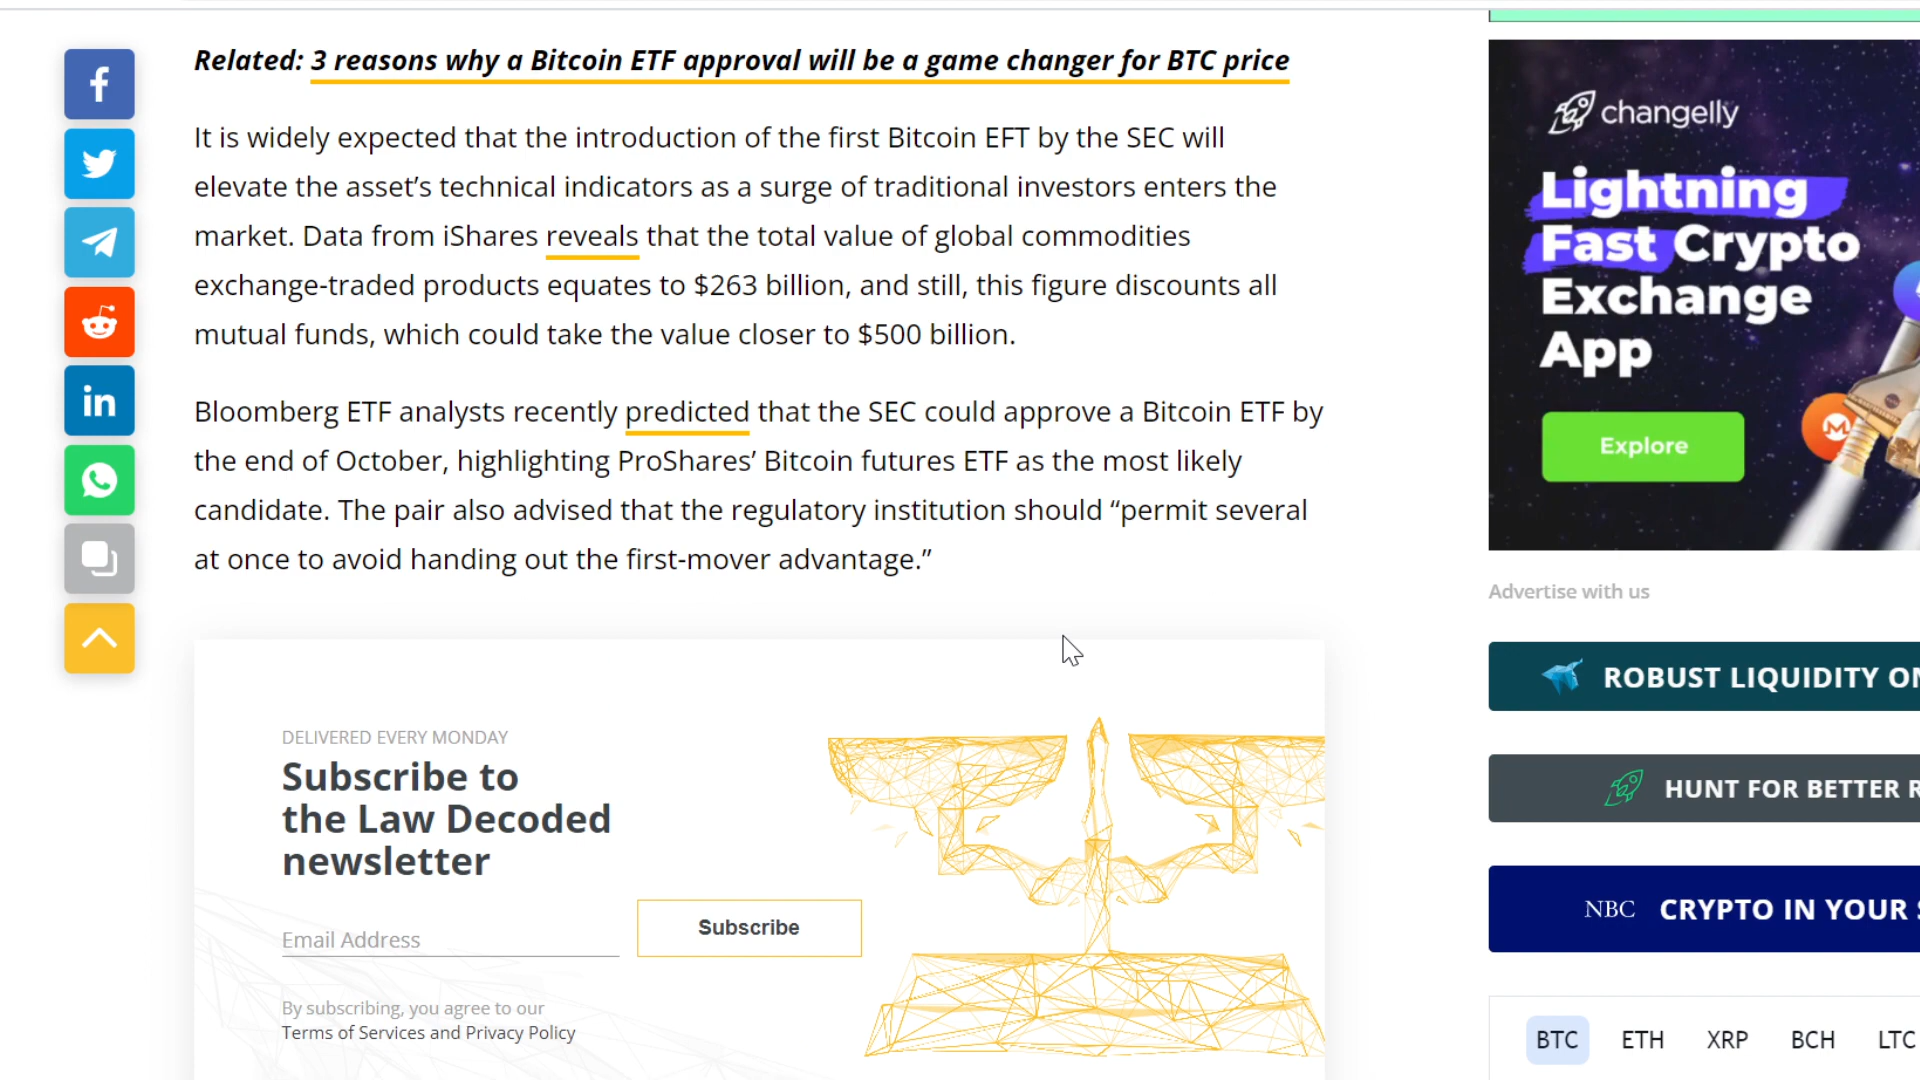 Related: 3 reasons why a Bitcoin ETF approval will be a game changer for BTC price
It is widely expected that the introduction of the first Bitcoin EFT by the SEC will
elevate the asset’s technical indicators as a surge of traditional investors enters the
market. Data from iShares reveals that the total value of global commodities
exchange-traded products equates to $263 billion, and still, this figure discounts all
mutual funds, which could take the value closer to $500 billion.
Bloomberg ETF analysts recently predicted that the SEC could approve a Bitcoin ETF by
the end of October, highlighting ProShares’ Bitcoin futures ETF as the most likely
candidate. The pair also advised that the regulatory institution should “permit several
at once to avoid handing out the first-mover advantage.”
DELIVERED EVERY MONDAY
Subscribe to
the Law Decoded
newsletter
Email Address
Subscribe
By subscribing, you agree to our
Terms of Services and Privacy Policy
changelly
Lightning
Fast Crypto
Exchange
App
Explore
Advertise with us
ROBUST LIQUIDITY
HUNT FOR BETTER
NBC CRYPTO IN YOUR
BTC ETH XRP BCH LTC